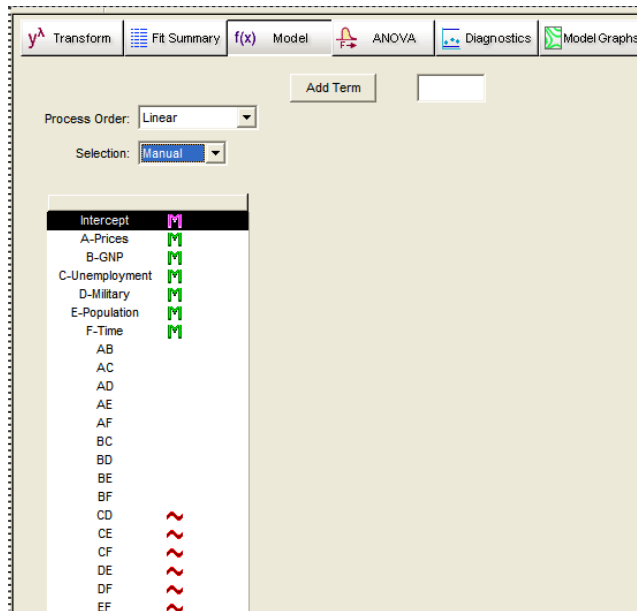 yλ Transform Fit Summary f(x) Model F ANOVA Diagnostics Model Graphs
Add Term
Process Order: Linear
Selection: Manual
Intercept M
A-Prices M
B-GNP M
C-Unemployment M
D-Military M
E-Population M
F-Time M
AB
AC
AD
AE
AF
BC
BD
BE
BF
CD ~
CE ~
CF ~
DE ~
DF ~
EF ~